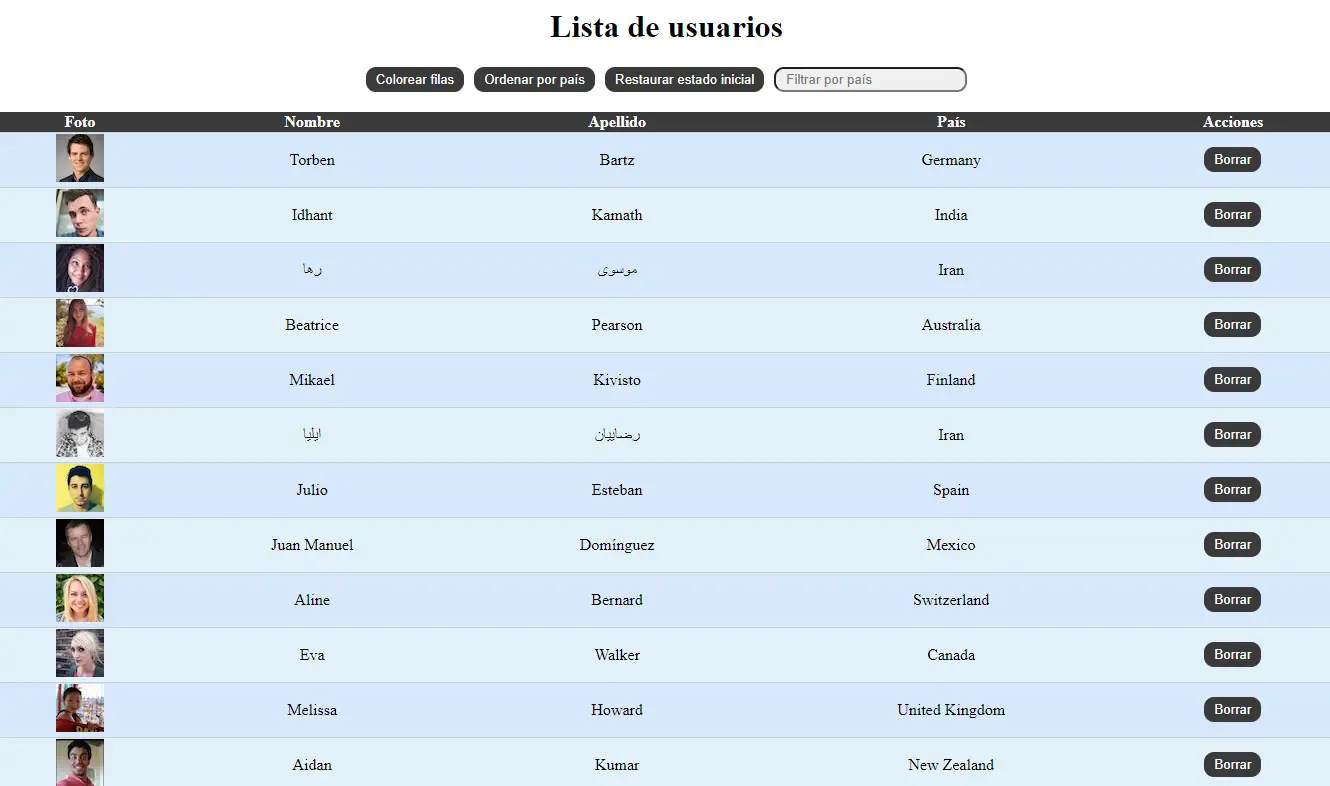 Lista de usuarios
Colorear filas Ordenar por país Restaurar estado inicial Filtrar por país
Foto Nombre Apellido País Acciones
Torben Bartz Germany Borrar
Idhant Kamath India Borrar
رها موسوی Iran Borrar
Beatrice Pearson Australia Borrar
Mikael Kivisto Finland Borrar
ایلیا رضاییان Iran Borrar
Julio Esteban Spain Borrar
Juan Manuel Domínguez Mexico Borrar
Aline Bernard Switzerland Borrar
Eva Walker Canada Borrar
Melissa Howard United Kingdom Borrar
Aidan Kumar New Zealand Borrar